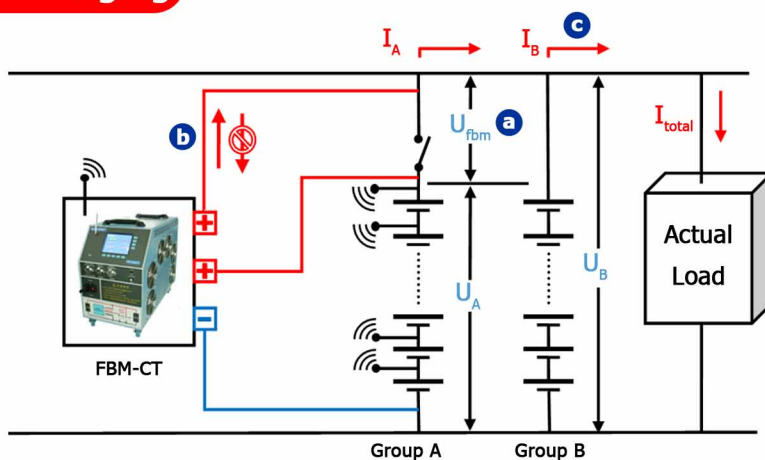 I_A
I_B
c
U_fbm
a
b
I_total
+
+
-
U_A
U_B
Actual
Load
FBM-CT
Group A
Group B